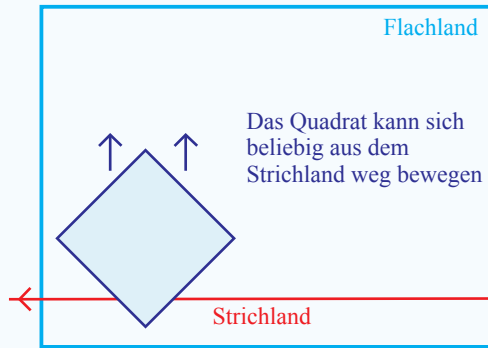 Flachland
Das Quadrat kann sich
beliebig aus dem
Strichland weg bewegen
Strichland